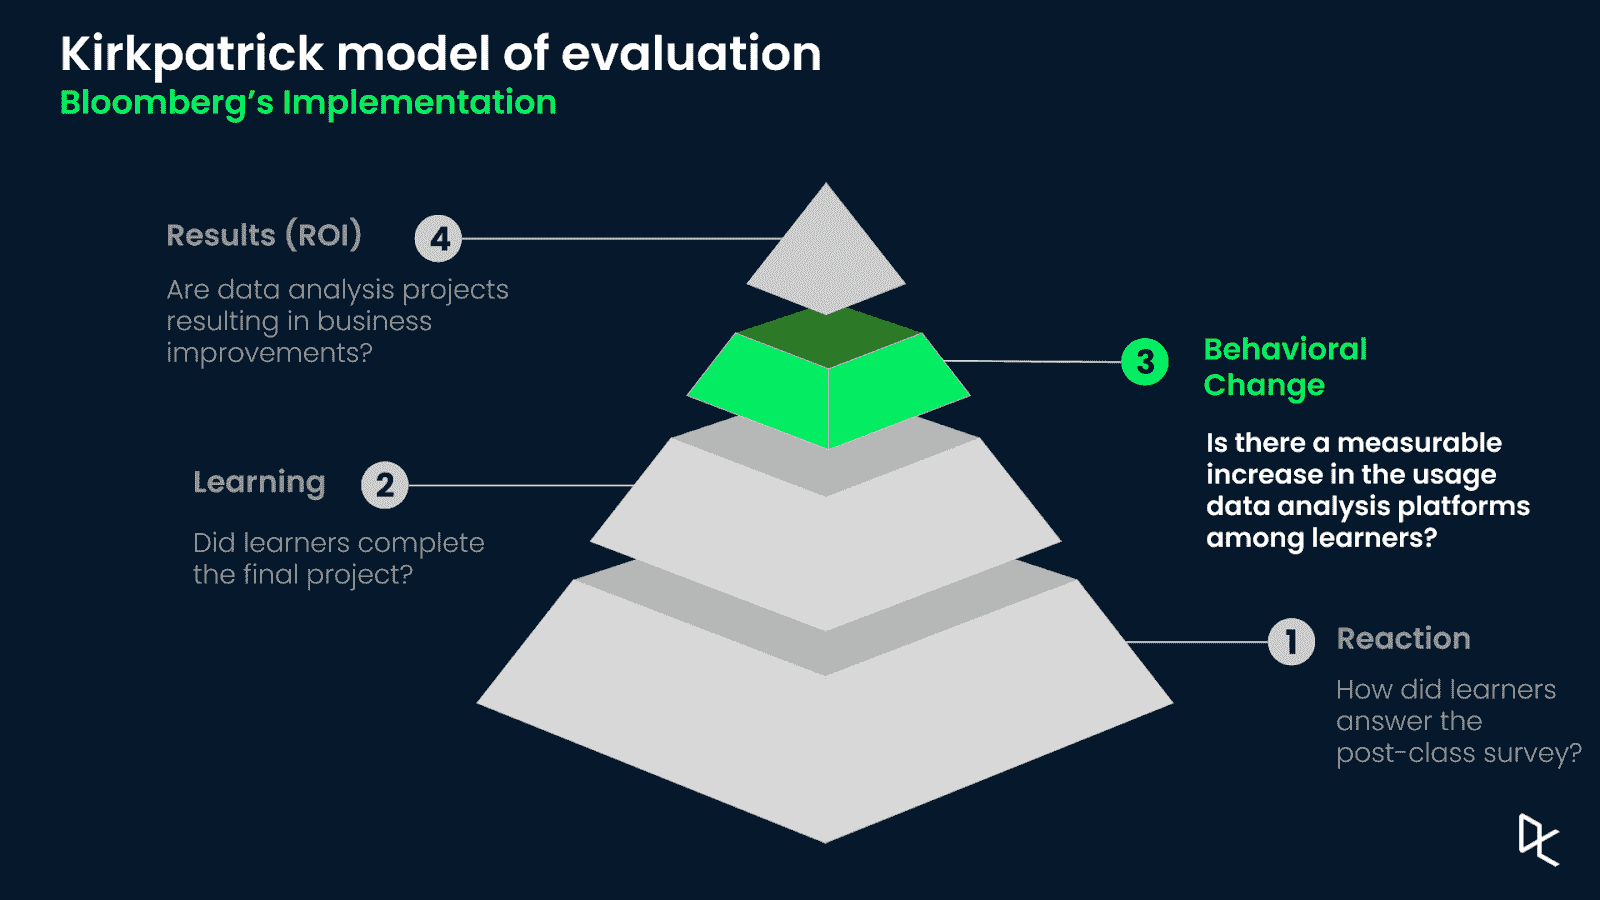 Kirkpatrick model of evaluation
Bloomberg’s Implementation
Results (ROI)
4
Are data analysis projects
resulting in business
improvements?
3
Behavioral
Change
Is there a measurable
increase in the usage
data analysis platforms
among learners?
Learning
2
Did learners complete
the final project?
1
Reaction
How did learners
answer the
post-class survey?